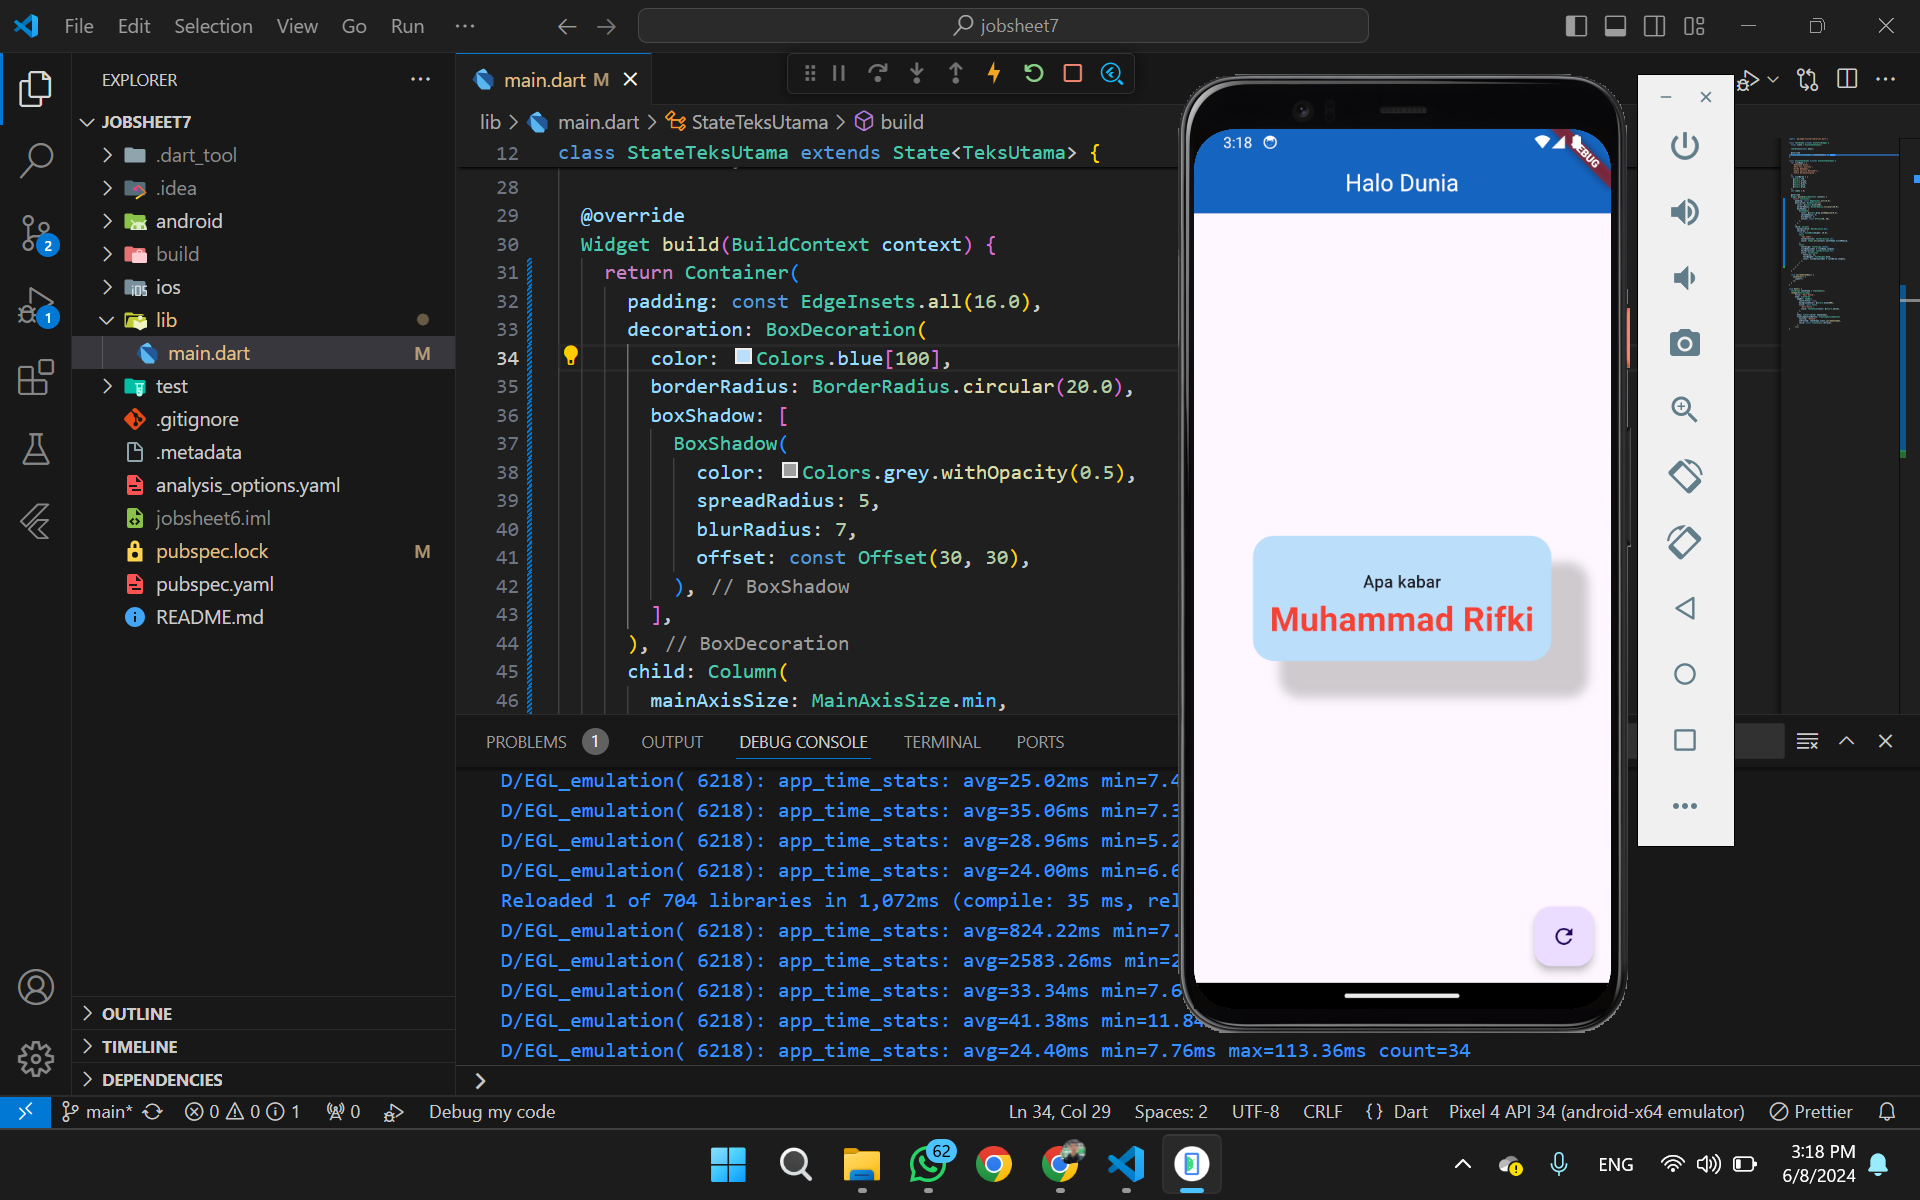 File Edit Selection View Go Run ···
jobsheet7
EXPLORER ···
JOBSHEET7
.dart_tool
.idea
android
build
ios
lib
main.dart M
test
.gitignore
.metadata
analysis_options.yaml
jobsheet6.iml
pubspec.lock M
pubspec.yaml
README.md
2
1
OUTLINE
TIMELINE
DEPENDENCIES
main.dart M
lib > main.dart > StateTeksUtama > build
12 class StateTeksUtama extends State<TeksUtama> {
28
29 @override
30 Widget build(BuildContext context) {
31 return Container(
32 padding: const EdgeInsets.all(16.0),
33 decoration: BoxDecoration(
34 color: Colors.blue[100],
35 borderRadius: BorderRadius.circular(20.0),
36 boxShadow: [
37 BoxShadow(
38 color: Colors.grey.withOpacity(0.5),
39 spreadRadius: 5,
40 blurRadius: 7,
41 offset: const Offset(30, 30),
42 ), // BoxShadow
43 ],
44 ), // BoxDecoration
45 child: Column(
46 mainAxisSize: MainAxisSize.min,
PROBLEMS 1 OUTPUT DEBUG CONSOLE TERMINAL PORTS
D/EGL_emulation( 6218): app_time_stats: avg=25.02ms min=7.4
D/EGL_emulation( 6218): app_time_stats: avg=35.06ms min=7.3
D/EGL_emulation( 6218): app_time_stats: avg=28.96ms min=5.2
D/EGL_emulation( 6218): app_time_stats: avg=24.00ms min=6.6
Reloaded 1 of 704 libraries in 1,072ms (compile: 35 ms, rel
D/EGL_emulation( 6218): app_time_stats: avg=824.22ms min=7.
D/EGL_emulation( 6218): app_time_stats: avg=2583.26ms min=2
D/EGL_emulation( 6218): app_time_stats: avg=33.34ms min=7.6
D/EGL_emulation( 6218): app_time_stats: avg=41.38ms min=11.84
D/EGL_emulation( 6218): app_time_stats: avg=24.40ms min=7.76ms max=113.36ms count=34
3:18
DEBUG
Halo Dunia
Apa kabar
Muhammad Rifki
main* 0 0 1 0 Debug my code
Ln 34, Col 29 Spaces: 2 UTF-8 CRLF {} Dart Pixel 4 API 34 (android-x64 emulator) Prettier
62
ENG
3:18 PM
6/8/2024